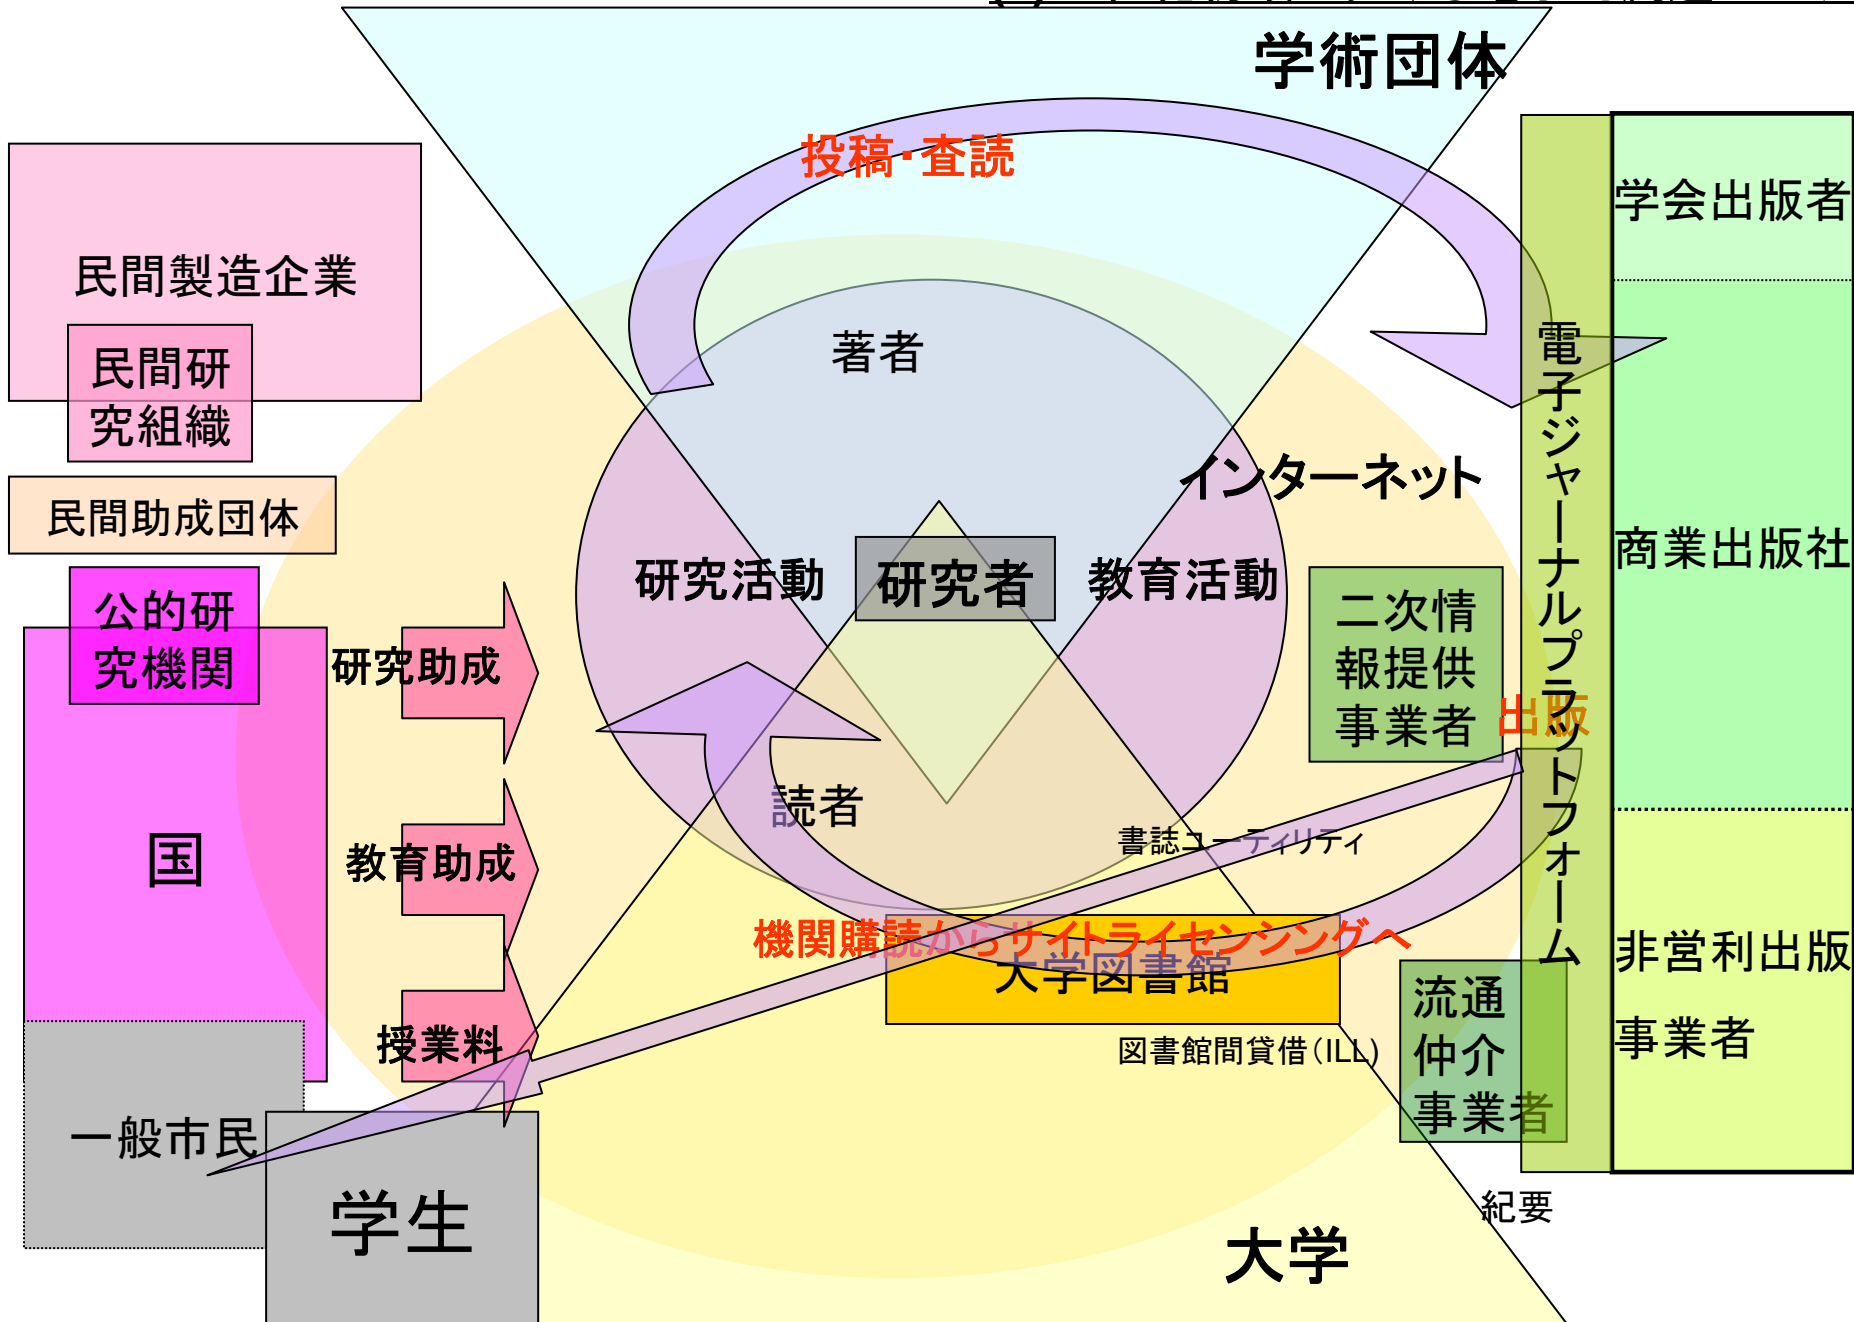 学術団体
投稿・査読
学会出版者
民間製造企業
著者
民間研
究組織
電子ジャーナルプラットフォーム
インターネット
民間助成団体
商業出版社
研究活動
研究者
教育活動
公的研
究機関
二次情
報提供
事業者
研究助成
出版
読者
書誌ユーティリティ
国
教育助成
機関購読からサイトライセンシングへ
大学図書館
非営利出版
事業者
流通
仲介
事業者
授業料
図書館間貸借（ILL)
一般市民
学生
紀要
大学